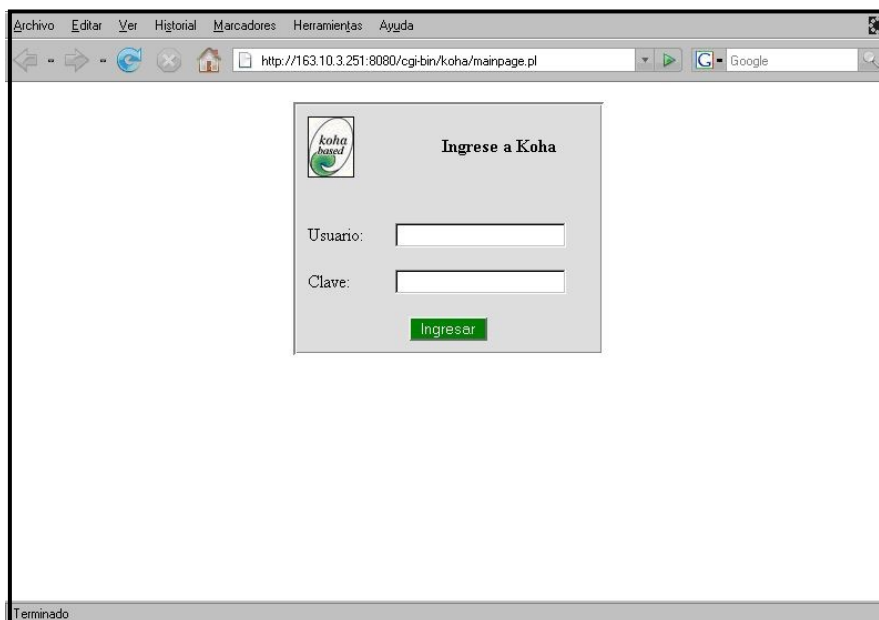 Archivo Editar Ver Historial Marcadores Herramientas Ayuda
http://163.10.3.251:8080/cgi-bin/koha/mainpage.pl
G Google
koha
based
Ingrese a Koha
Usuario:
Clave:
Ingresar
Terminado